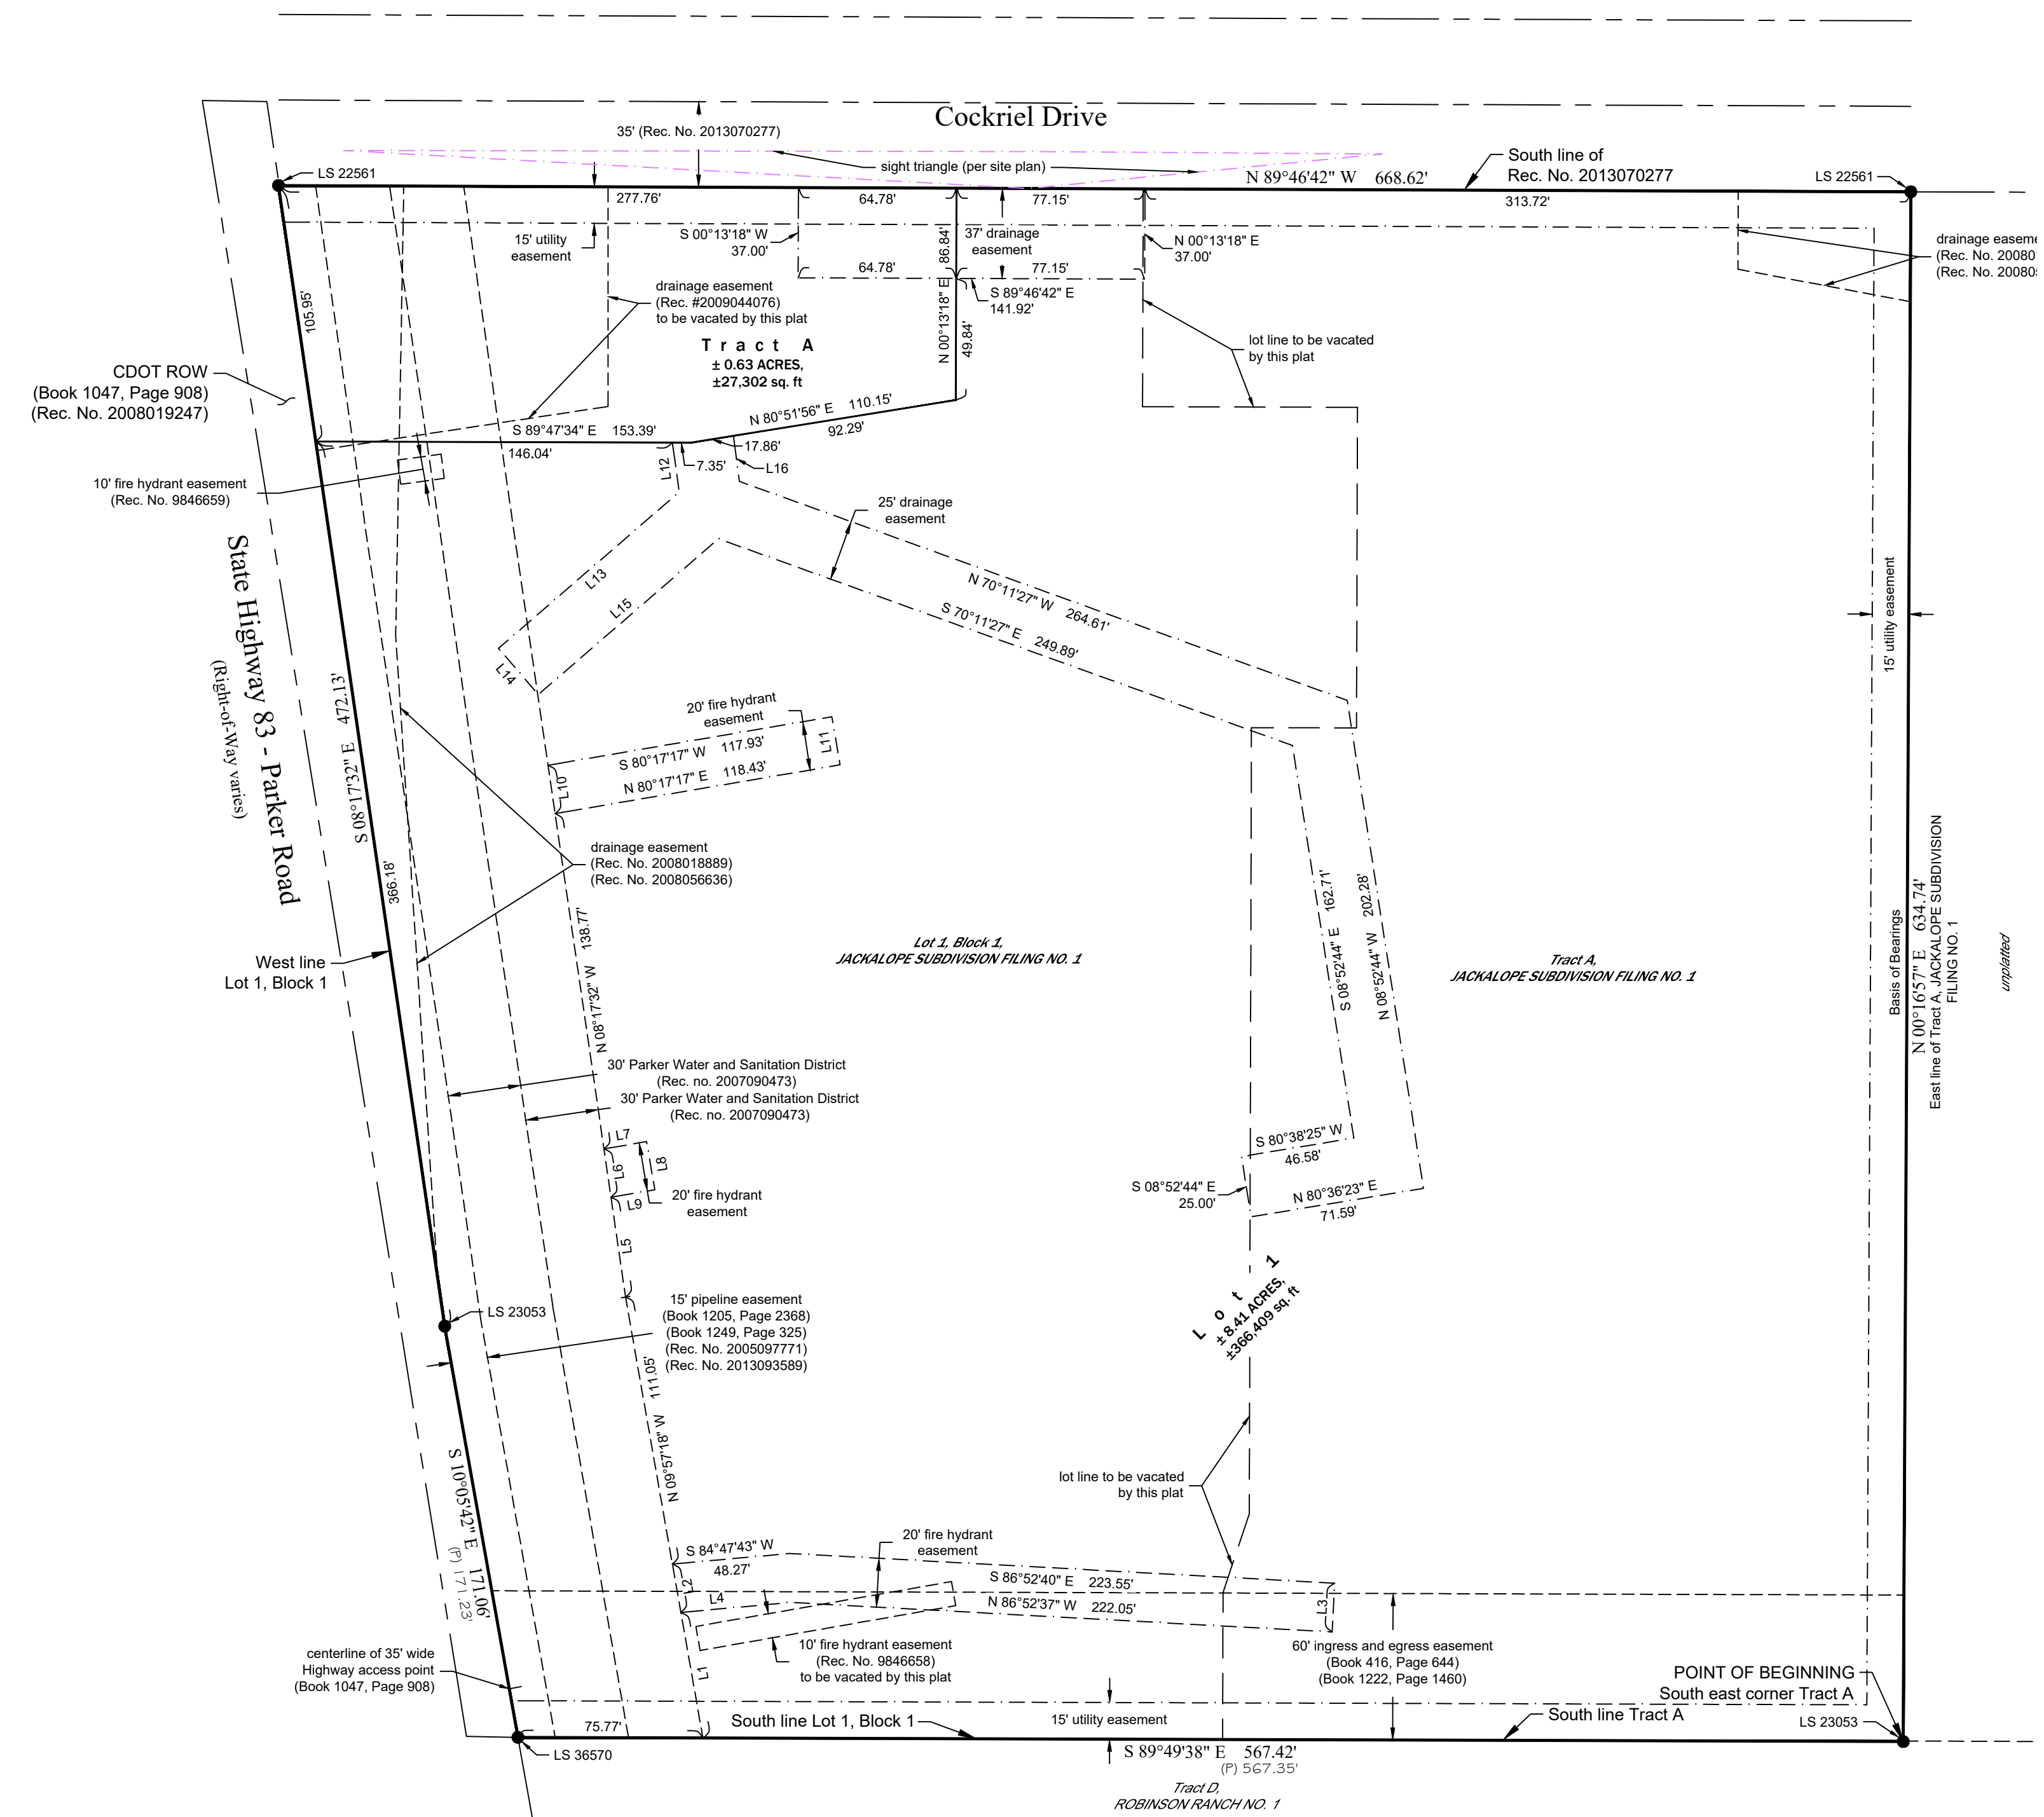 Cockriel Drive
35' (Rec. No. 2013070277)
sight triangle (per site plan)
South line of
Rec. No. 2013070277
LS 22561
N 89°46'42" W 668.62'
LS 22561
277.76'
64.78'
77.15'
313.72'
15' utility
easement
S 00°13'18" W
37.00'
37' drainage
easement
N 00°13'18" E
37.00'
64.78'
77.15'
N 00°13'18" E 86.84'
49.84'
S 89°46'42" E
141.92'
drainage easeme
(Rec. No. 20080
(Rec. No. 20080
drainage easement
(Rec. #2009044076)
to be vacated by this plat
105.95'
Tract A
± 0.63 ACRES,
±27,302 sq. ft
lot line to be vacated
by this plat
CDOT ROW
(Book 1047, Page 908)
(Rec. No. 2008019247)
N 80°51'56" E 110.15'
92.29'
S 89°47'34" E 153.39'
146.04'
17.86'
7.35'
L12
L16
10' fire hydrant easement
(Rec. No. 9846659)
25' drainage
easement
State Highway 83 - Parker Road
(Right-of-Way varies)
L13
L15
L14
N 70°11'27" W 264.61'
S 70°11'27" E 249.89'
15' utility easement
S 08°17'32" E 472.13'
20' fire hydrant
easement
S 80°17'17" W 117.93'
N 80°17'17" E 118.43'
L10
L11
drainage easement
(Rec. No. 2008018889)
(Rec. No. 2008056636)
366.18'
S 08°52'44" E 162.71'
N 08°52'44" W 202.28'
N 08°17'32" W 138.77'
West line
Lot 1, Block 1
Lot 1, Block 1,
JACKALOPE SUBDIVISION FILING NO. 1
Tract A,
JACKALOPE SUBDIVISION FILING NO. 1
Basis of Bearings
N 00°16'57" E 634.74'
East line of Tract A, JACKALOPE SUBDIVISION
FILING NO. 1
unplatted
30' Parker Water and Sanitation District
(Rec. no. 2007090473)
30' Parker Water and Sanitation District
(Rec. no. 2007090473)
L7
L6
L8
L9
20' fire hydrant
easement
L5
S 80°38'25" W
46.58'
S 08°52'44" E
25.00'
N 80°36'23" E
71.59'
Lot 1
± 8.41 ACRES,
±366,409 sq. ft
LS 23053
15' pipeline easement
(Book 1205, Page 2368)
(Book 1249, Page 325)
(Rec. No. 2005097771)
(Rec. No. 2013093589)
N 09°57'18" W 111.05'
S 10°05'42" E 171.06'
(P) 171.23'
lot line to be vacated
by this plat
S 84°47'43" W
48.27'
20' fire hydrant
easement
S 86°52'40" E 223.55'
N 86°52'37" W 222.05'
L2
L4
L3
L1
10' fire hydrant easement
(Rec. No. 9846658)
to be vacated by this plat
60' ingress and egress easement
(Book 416, Page 644)
(Book 1222, Page 1460)
centerline of 35' wide
Highway access point
(Book 1047, Page 908)
POINT OF BEGINNING
South east corner Tract A
75.77'
South line Lot 1, Block 1
15' utility easement
South line Tract A
LS 23053
LS 36570
S 89°49'38" E 567.42'
(P) 567.35'
Tract D,
ROBINSON RANCH NO. 1